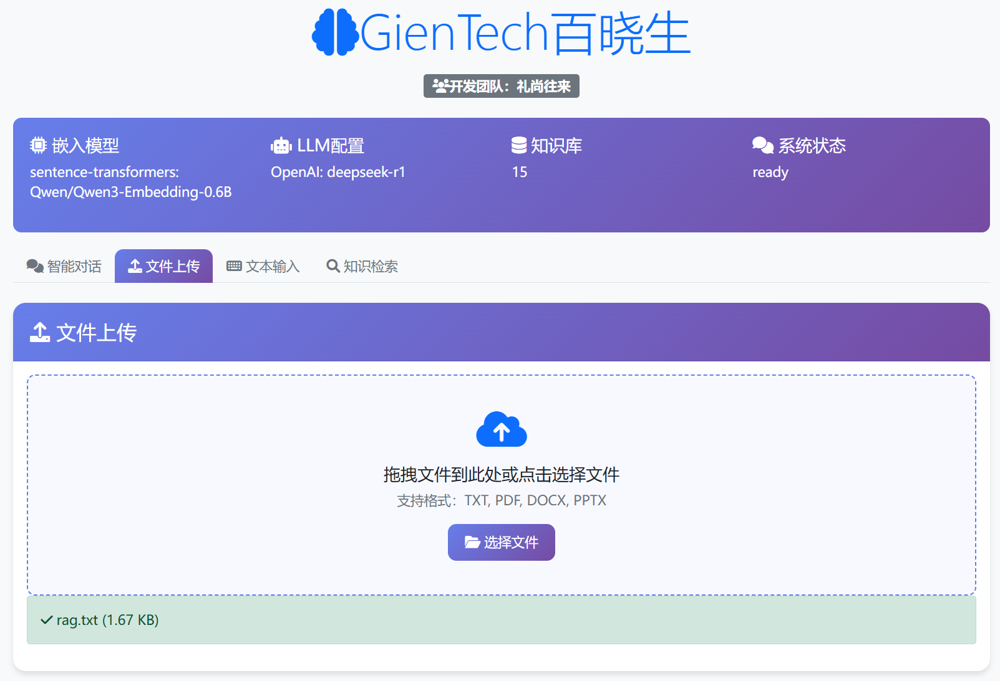 GienTech百晓生
开发团队：礼尚往来
嵌入模型
sentence-transformers:
Qwen/Qwen3-Embedding-0.6B
LLM配置
OpenAI: deepseek-r1
知识库
15
系统状态
ready
智能对话
文件上传
文本输入
知识检索
文件上传
拖拽文件到此处或点击选择文件
支持格式：TXT, PDF, DOCX, PPTX
选择文件
rag.txt (1.67 KB)